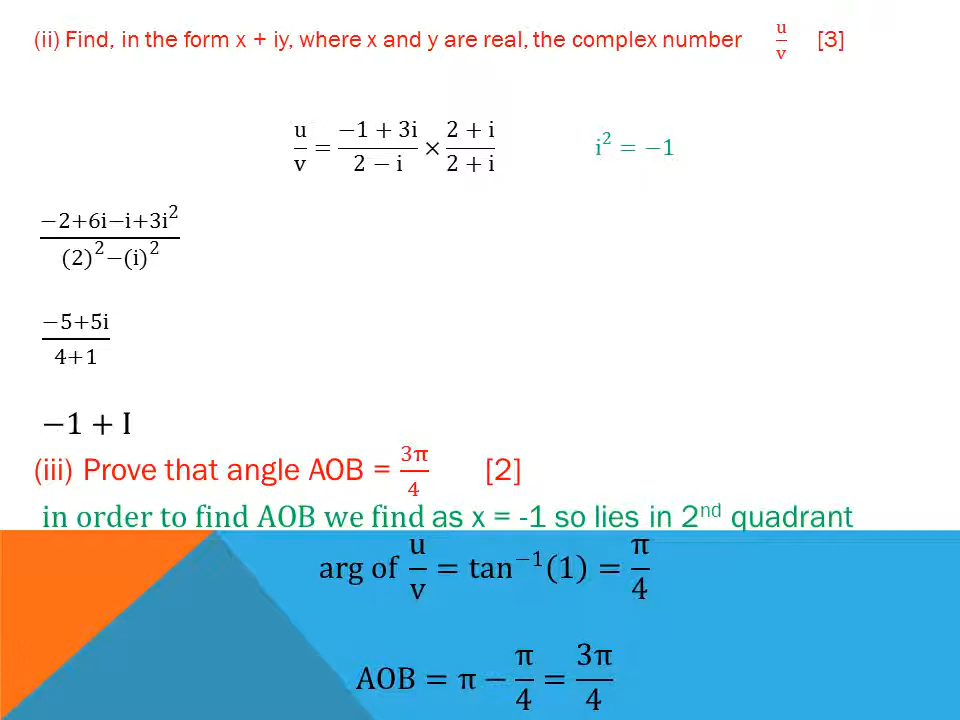 (ii) Find, in the form x + iy, where x and y are real, the complex number u/v [3]
u/v = (−1 + 3i)/(2 − i) × (2 + i)/(2 + i) i² = −1
(−2+6i−i+3i²)/((2)²−(i)²)
(−5+5i)/(4+1)
−1 + I
(iii) Prove that angle AOB = 3π/4 [2]
in order to find AOB we find as x = -1 so lies in 2nd quadrant
arg of u/v = tan⁻¹(1) = π/4
AOB = π − π/4 = 3π/4